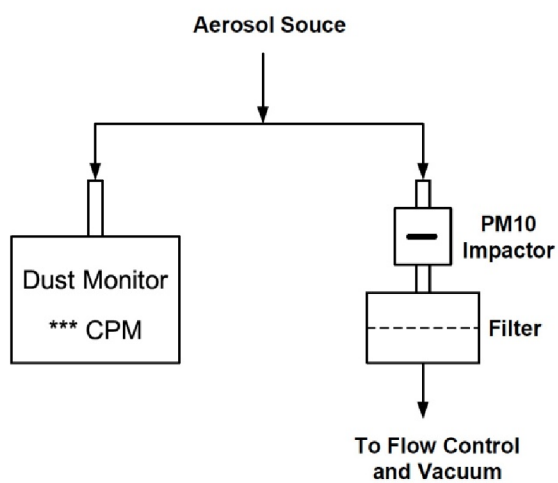 Aerosol Souce
PM10
Impactor
Dust Monitor
*** CPM
Filter
To Flow Control
and Vacuum